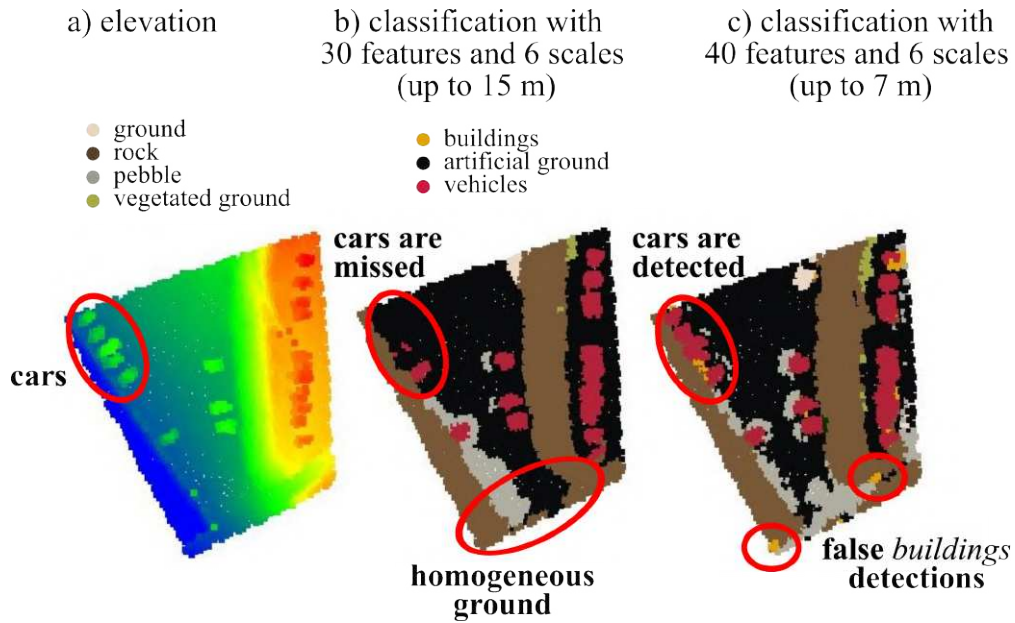 a) elevation
b) classification with
30 features and 6 scales
(up to 15 m)
c) classification with
40 features and 6 scales
(up to 7 m)
ground
rock
pebble
vegetated ground
buildings
artificial ground
vehicles
cars are
missed
cars are
detected
cars
homogeneous
ground
false buildings
detections